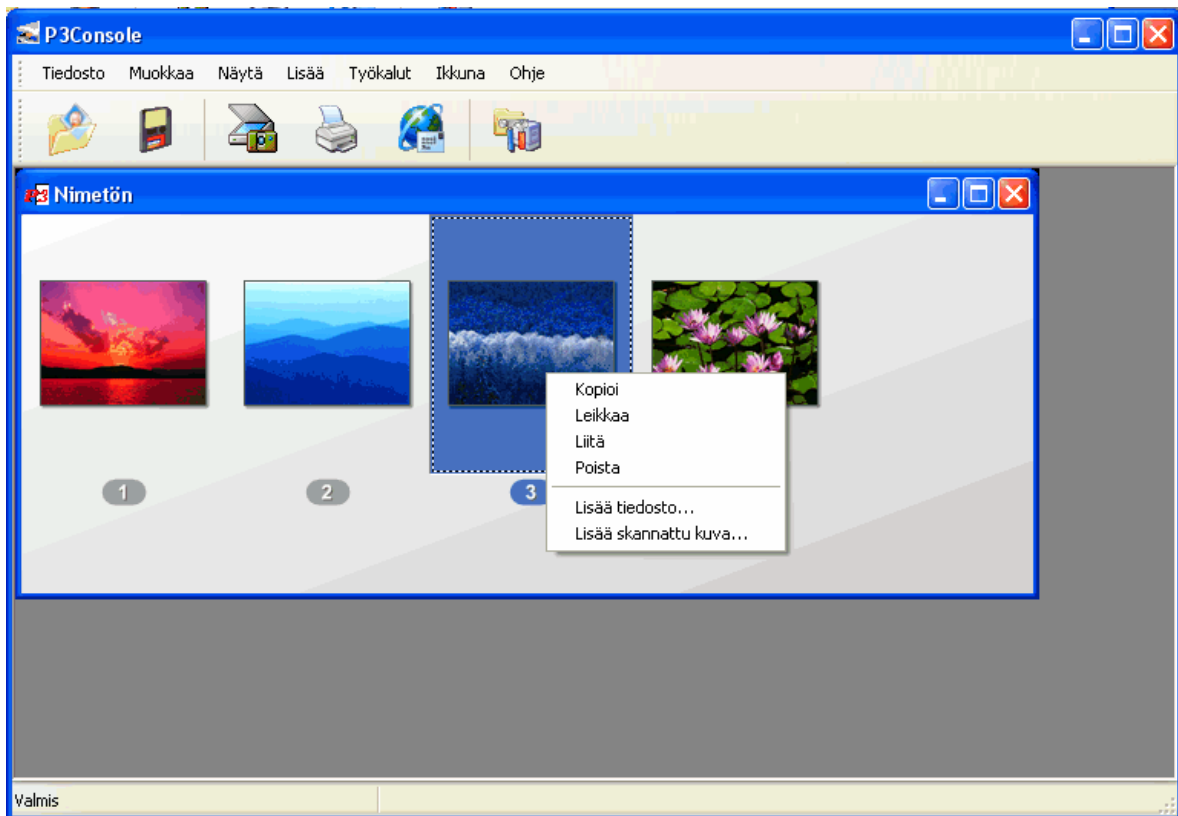 P3Console
Tiedosto Muokkaa Näytä Lisää Työkalut Ikkuna Ohje
P3 Nimetön
1 2 3
Kopioi
Leikkaa
Liitä
Poista
Lisää tiedosto...
Lisää skannattu kuva...
Valmis